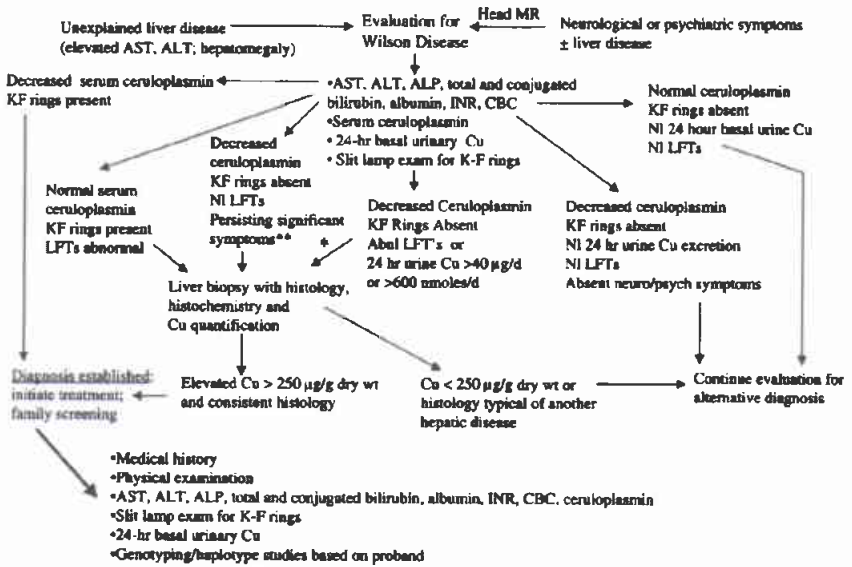 Unexplained liver disease
(elevated AST, ALT; hepatomegaly)
Evaluation for
Wilson Disease
Head MR
Neurological or psychiatric symptoms
± liver disease
Decreased serum ceruloplasmin
KF rings present
•AST, ALT, ALP, total and conjugated
bilirubin, albumin, INR, CBC
•Serum ceruloplasmin
• 24-hr basal urinary Cu
• Slit lamp exam for K-F rings
Normal ceruloplasmin
KF rings absent
Nl 24 hour basal urine Cu
Nl LFTs
Decreased
ceruloplasmin
KF rings absent
Nl LFTs
Persisting significant
symptoms**
*
Normal serum
ceruloplasmin
KF rings present
LFTs abnormal
Decreased Ceruloplasmin
KF Rings Absent
Abnl LFT's or
24 hr urine Cu >40 µg/d
or >600 nmoles/d
Decreased ceruloplasmin
KF rings absent
Nl 24 hr urine Cu excretion
Nl LFTs
Absent neuro/psych symptoms
Liver biopsy with histology,
histochemistry and
Cu quantification
Diagnosis established:
initiate treatment;
family screening
Elevated Cu > 250 µg/g dry wt
and consistent histology
Cu < 250 µg/g dry wt or
histology typical of another
hepatic disease
Continue evaluation for
alternative diagnosis
•Medical history
•Physical examination
•AST, ALT, ALP, total and conjugated bilirubin, albumin, INR, CBC, ceruloplasmin
•Slit lamp exam for K-F rings
•24-hr basal urinary Cu
•Genotyping/haplotype studies based on proband